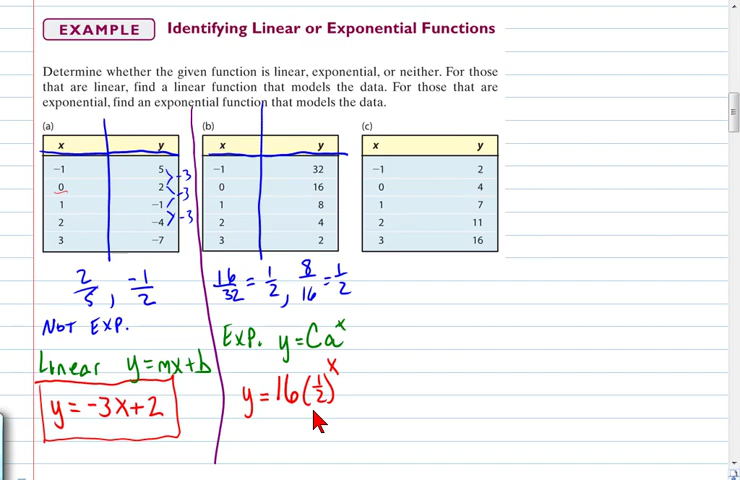 EXAMPLE Identifying Linear or Exponential Functions
Determine whether the given function is linear, exponential, or neither. For those
that are linear, find a linear function that models the data. For those that are
exponential, find an exponential function that models the data.
(a)
x y
−1 5
0 2
1 −1
2 −4
3 −7
-3
-3
-3
2/5, -1/2
NOT EXP.
Linear y=mx+b
y = -3x+2
(b)
x y
−1 32
0 16
1 8
2 4
3 2
16/32 = 1/2, 8/16 = 1/2
EXP. y=Ca^x
y = 16(1/2)^x
(c)
x y
−1 2
0 4
1 7
2 11
3 16